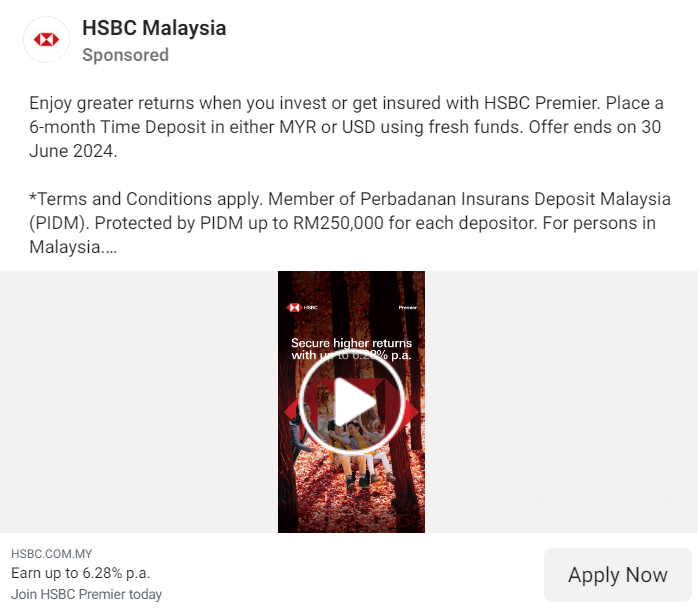 HSBC Malaysia
Sponsored
Enjoy greater returns when you invest or get insured with HSBC Premier. Place a
6-month Time Deposit in either MYR or USD using fresh funds. Offer ends on 30
June 2024.
*Terms and Conditions apply. Member of Perbadanan Insurans Deposit Malaysia
(PIDM). Protected by PIDM up to RM250,000 for each depositor. For persons in
Malaysia....
HSBC
Premier
Secure higher returns
with up to 6.28% p.a.
HSBC.COM.MY
Earn up to 6.28% p.a.
Join HSBC Premier today
Apply Now